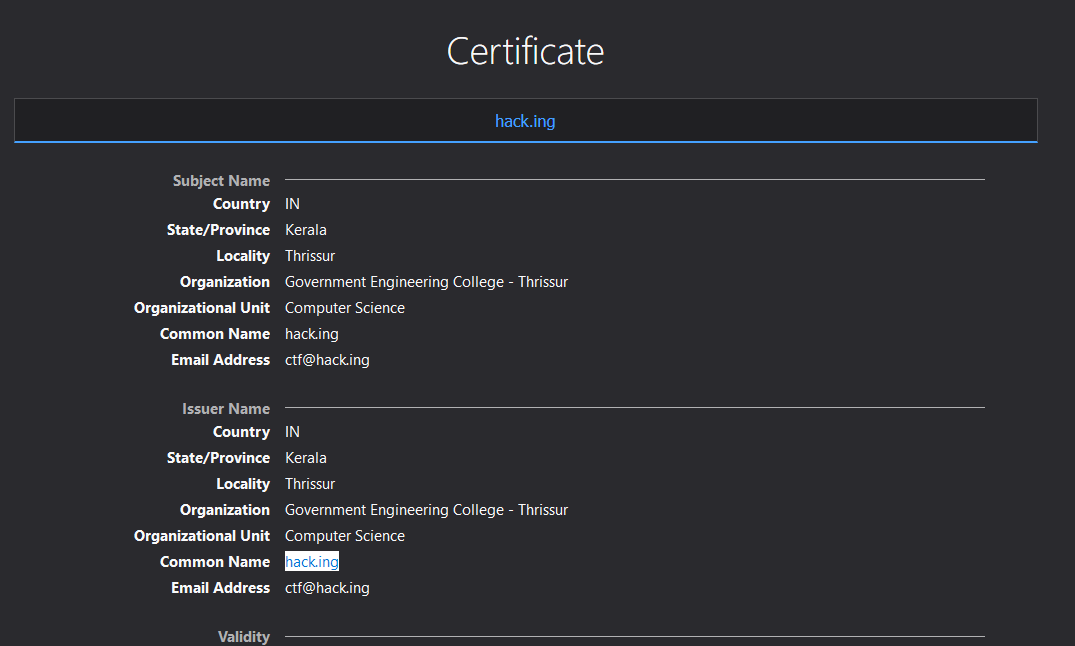 Certificate
hack.ing
Subject Name
Country IN
State/Province Kerala
Locality Thrissur
Organization Government Engineering College - Thrissur
Organizational Unit Computer Science
Common Name hack.ing
Email Address ctf@hack.ing
Issuer Name
Country IN
State/Province Kerala
Locality Thrissur
Organization Government Engineering College - Thrissur
Organizational Unit Computer Science
Common Name hack.ing
Email Address ctf@hack.ing
Validity